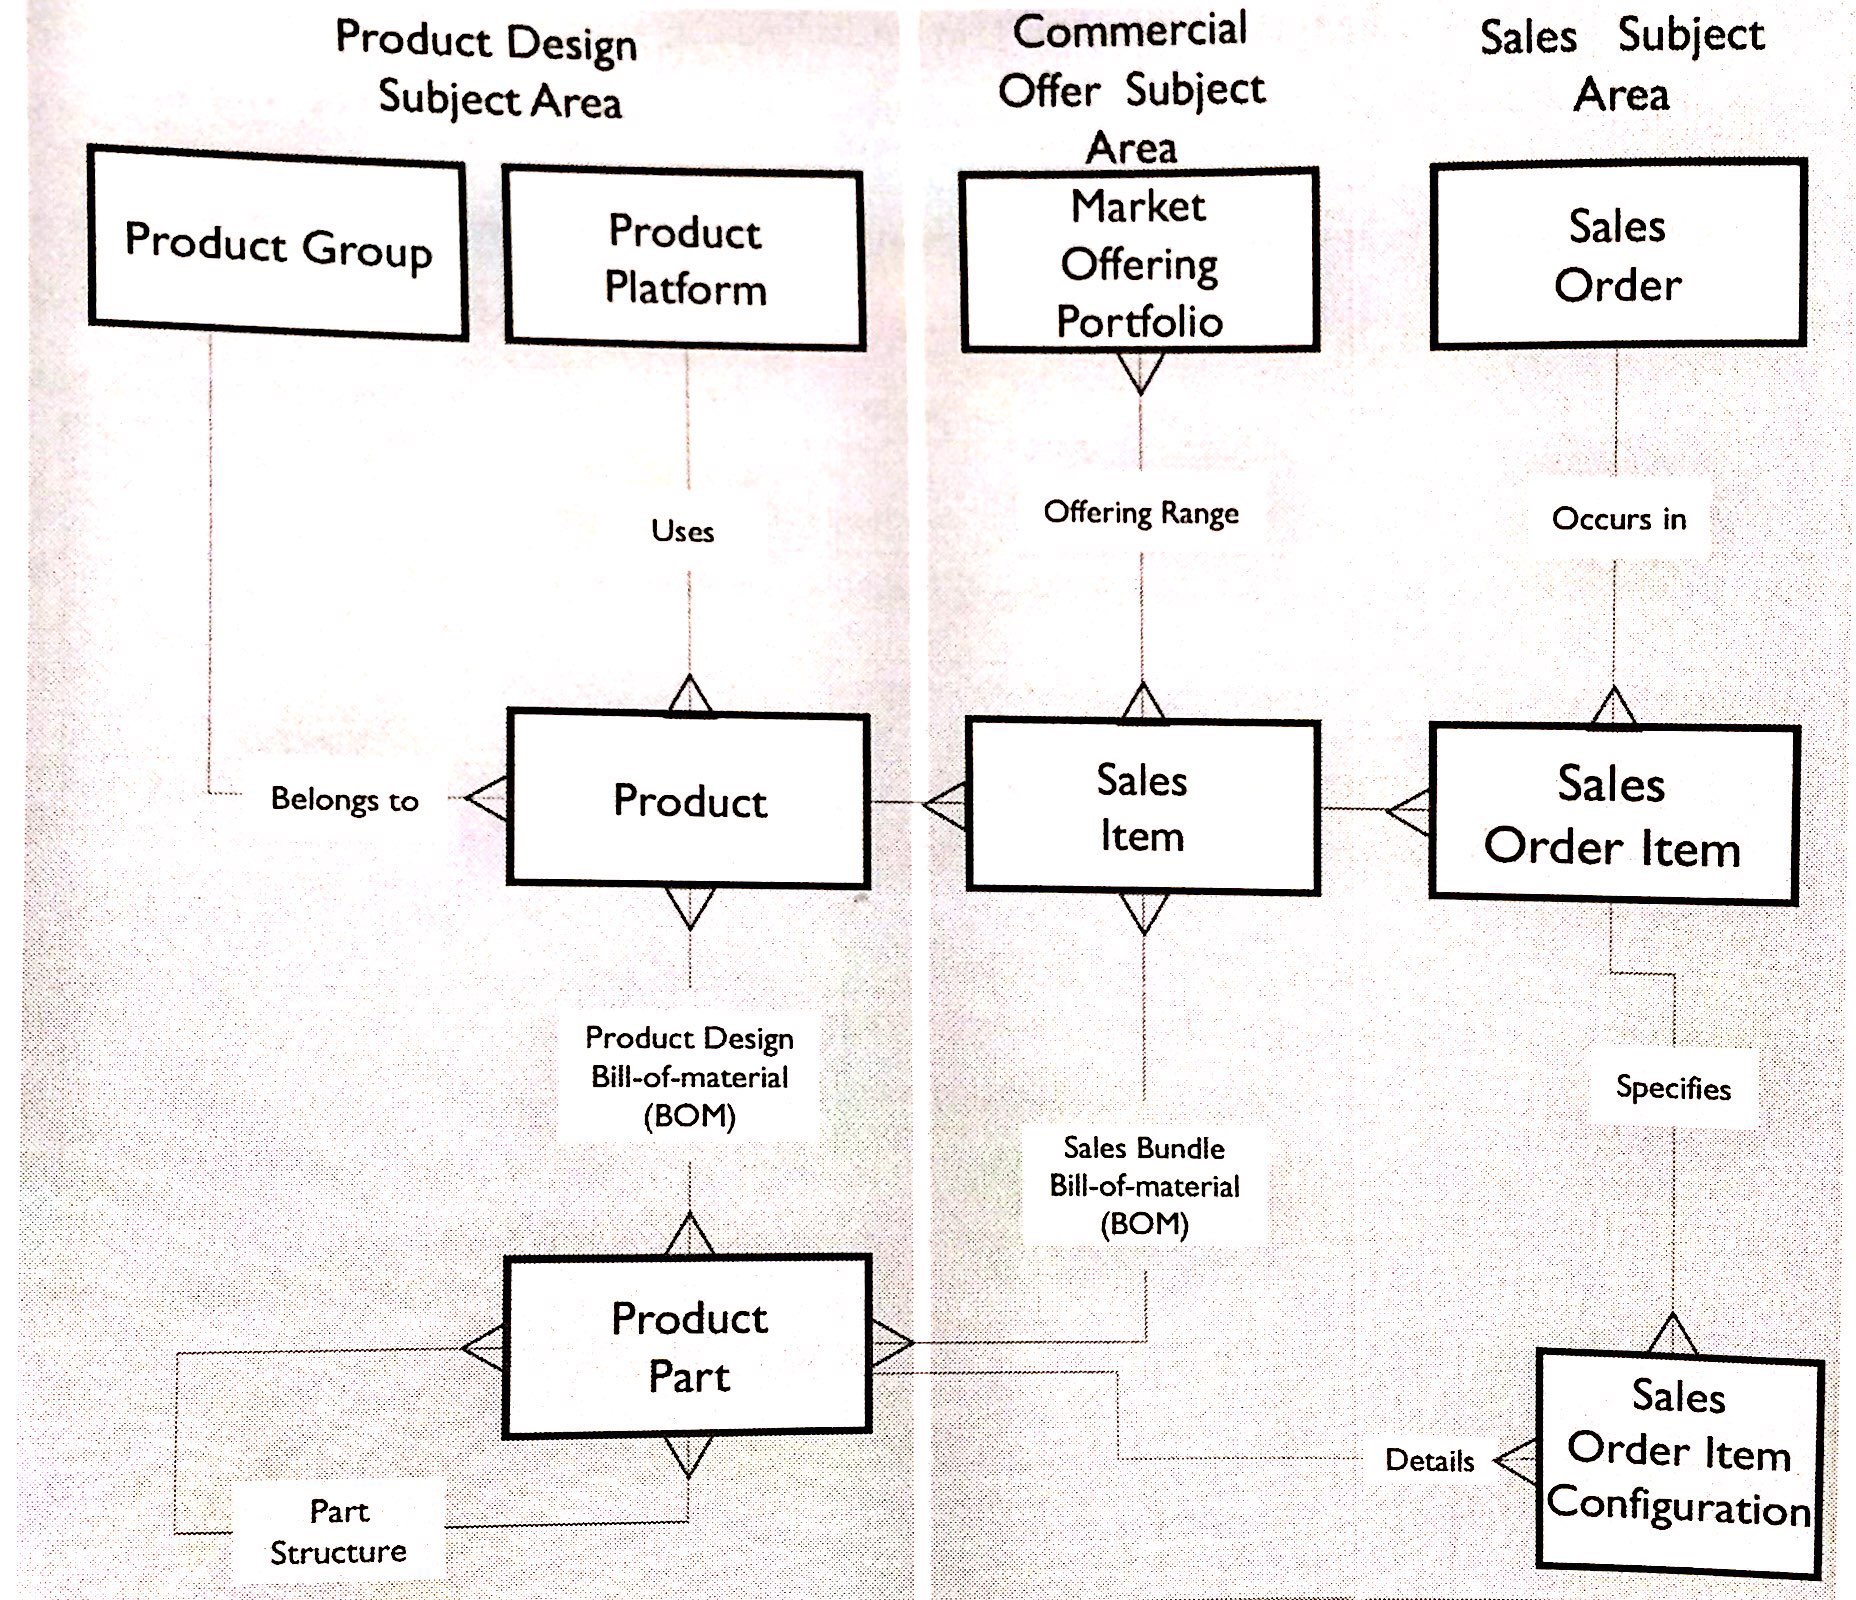 Product Design
Subject Area
Commercial
Offer Subject
Area
Sales Subject
Area
Product Group
Product
Platform
Market
Offering
Portfolio
Sales
Order
Uses
Offering Range
Occurs in
Belongs to
Product
Sales
Item
Sales
Order Item
Product Design
Bill-of-material
(BOM)
Sales Bundle
Bill-of-material
(BOM)
Specifies
Product
Part
Part
Structure
Details
Sales
Order Item
Configuration